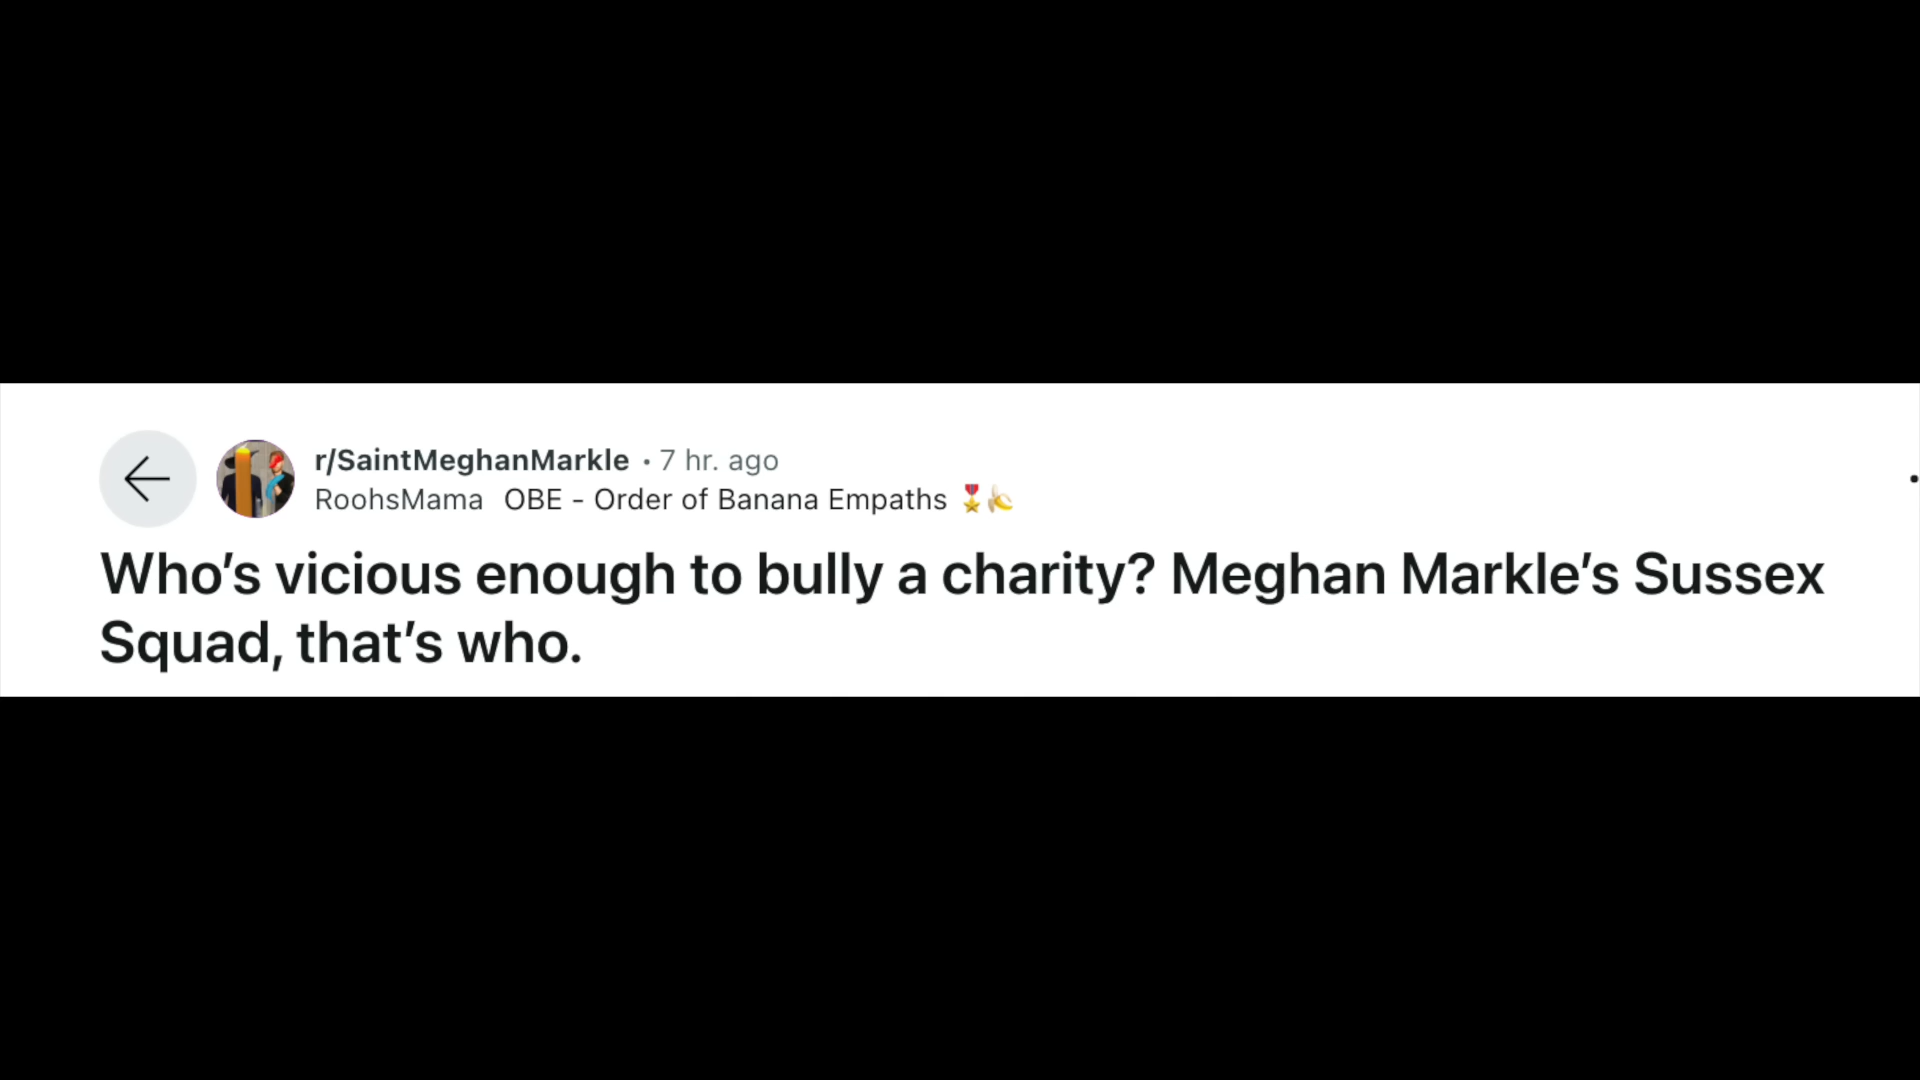 r/SaintMeghanMarkle • 7 hr. ago
RoohsMama OBE - Order of Banana Empaths 🎖️🍌
Who’s vicious enough to bully a charity? Meghan Markle’s Sussex
Squad, that’s who.